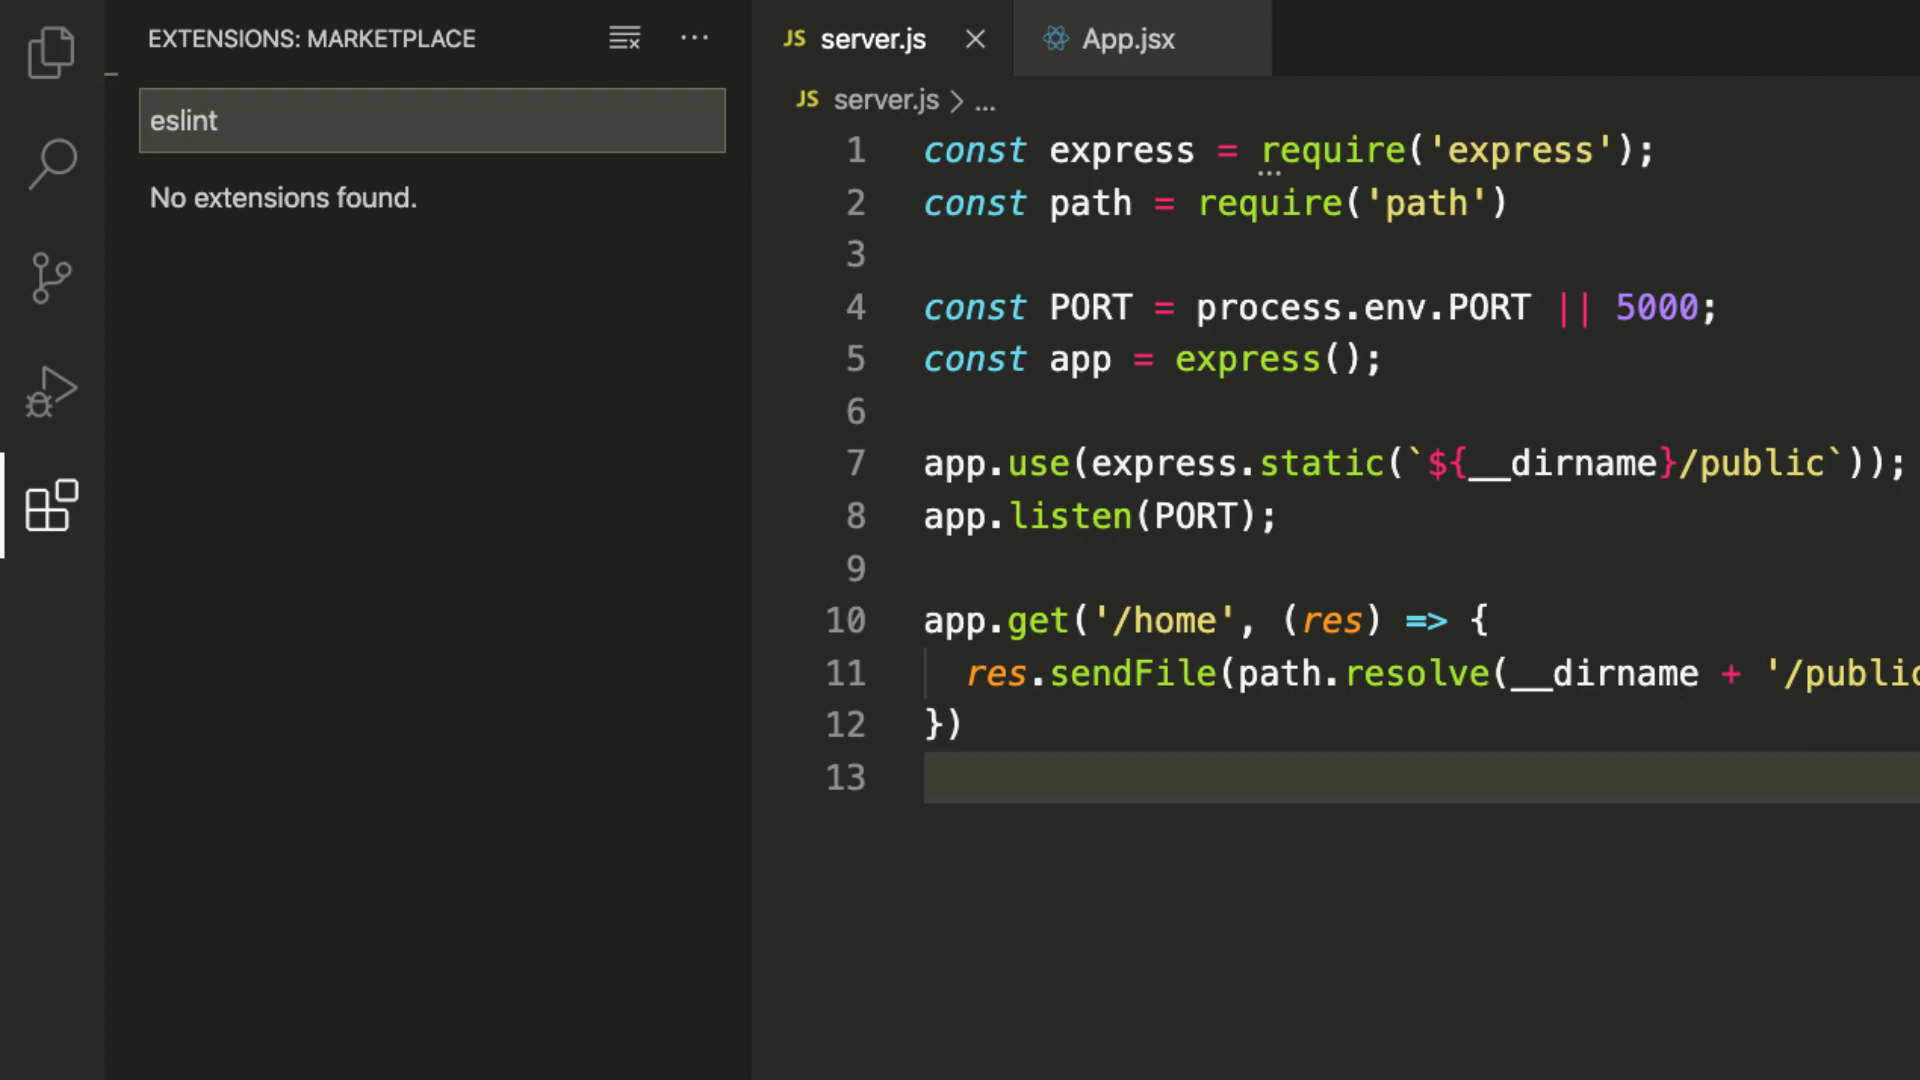 EXTENSIONS: MARKETPLACE
eslint
No extensions found.
JS server.js
App.jsx
JS server.js > ...
1 const express = require('express');
2 const path = require('path')
3
4 const PORT = process.env.PORT || 5000;
5 const app = express();
6
7 app.use(express.static(`${__dirname}/public`));
8 app.listen(PORT);
9
10 app.get('/home', (res) => {
11 res.sendFile(path.resolve(__dirname + '/public
12 })
13